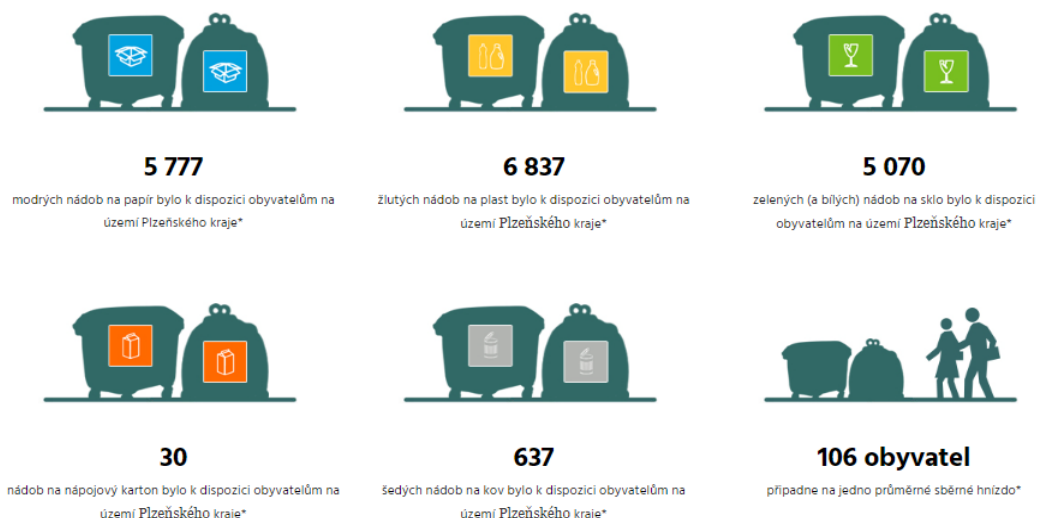 5 777
modrých nádob na papír bylo k dispozici obyvatelům na
území Plzeňského kraje*
6 837
žlutých nádob na plast bylo k dispozici obyvatelům na
území Plzeňského kraje*
5 070
zelených (a bílých) nádob na sklo bylo k dispozici
obyvatelům na území Plzeňského kraje*
30
nádob na nápojový karton bylo k dispozici obyvatelům na
území Plzeňského kraje*
637
šedých nádob na kov bylo k dispozici obyvatelům na
území Plzeňského kraje*
106 obyvatel
připadne na jedno průměrné sběrné hnízdo*